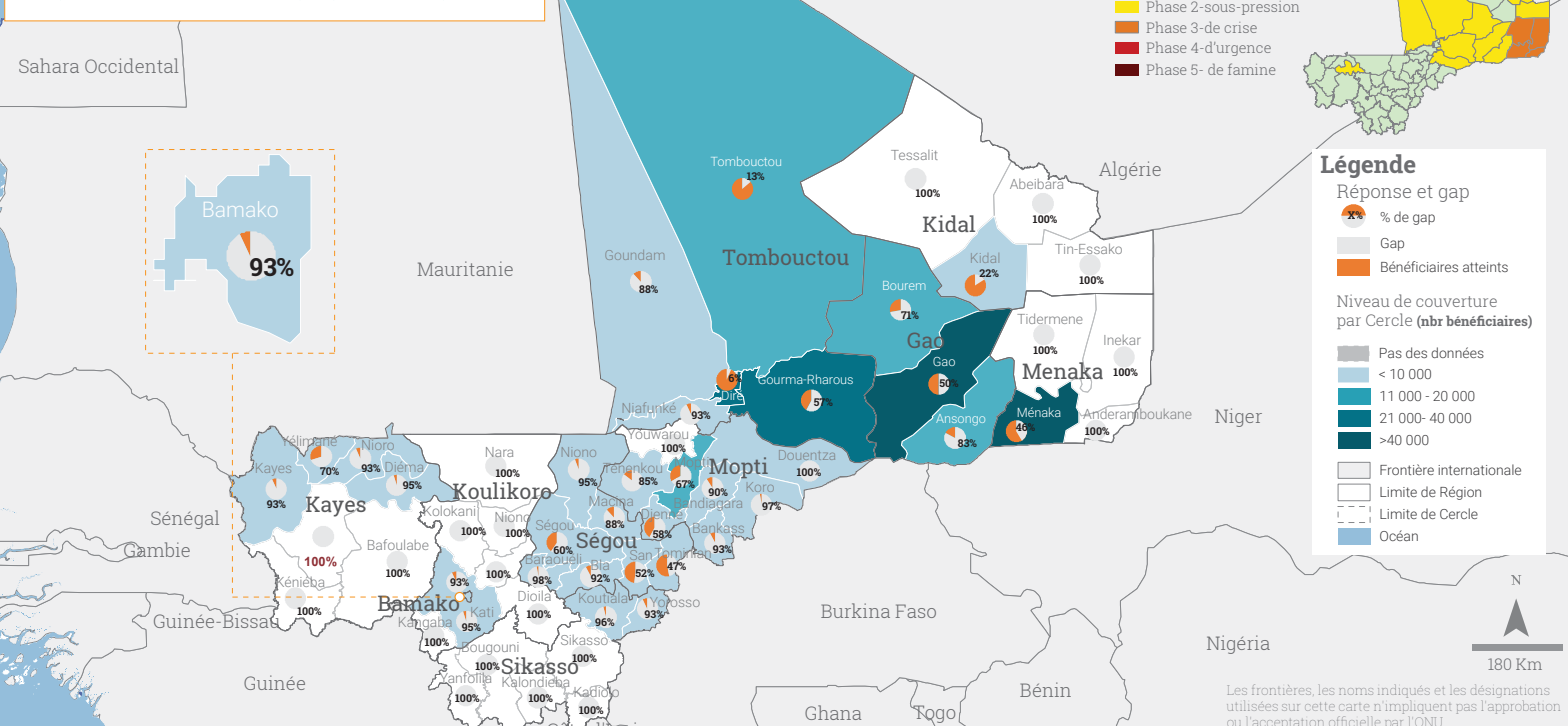 Phase 2-sous-pression
Phase 3-de crise
Phase 4-d'urgence
Phase 5- de famine
Sahara Occidental
Mauritanie
Algérie
Niger
Sénégal
Gambie
Guinée-Bissau
Guinée
Burkina Faso
Ghana
Togo
Bénin
Nigéria
Bamako
93%
Tombouctou
13%
Tombouctou
Goundam
88%
Tessalit
100%
Abeibara
100%
Kidal
Kidal
22%
Tin-Essako
100%
Bourem
71%
Gao
Gao
50%
Tidermene
100%
Inekar
100%
Menaka
Ménaka
46%
Anderamboukane
100%
Ansongo
83%
Gourma-Rharous
57%
6%
Dire
Niafunké
93%
Youwarou
100%
Mopti
67%
Douentza
100%
Niono
95%
Ténenkou
85%
90%
Bandiagara
Koro
97%
Bankass
93%
Macina
88%
Djenné
58%
Ségou
Ségou
60%
Baraouéli
98%
Bla
92%
San
52%
Tominian
47%
Koutiala
96%
Yorosso
93%
Nara
100%
Koulikoro
Kolokani
100%
Niono
100%
100%
Dioila
100%
93%
Bamako
Kati
95%
Kangaba
100%
Yélimané
70%
Nioro
93%
Diéma
95%
Kayes
93%
Kayes
100%
Bafoulabe
100%
Kéniéba
100%
Bougouni
100%
Sikasso
Sikasso
100%
Yanfolila
100%
Kalondieba
100%
Kadiolo
100%
Légende
Réponse et gap
X%
% de gap
Gap
Bénéficiaires atteints
Niveau de couverture
par Cercle (nbr bénéficiaires)
Pas des données
< 10 000
11 000 - 20 000
21 000- 40 000
>40 000
Frontière internationale
Limite de Région
Limite de Cercle
Océan
N
180 Km
Les frontières, les noms indiqués et les désignations
utilisées sur cette carte n'impliquent pas l'approbation
ou l'acceptation officielle par l'ONU